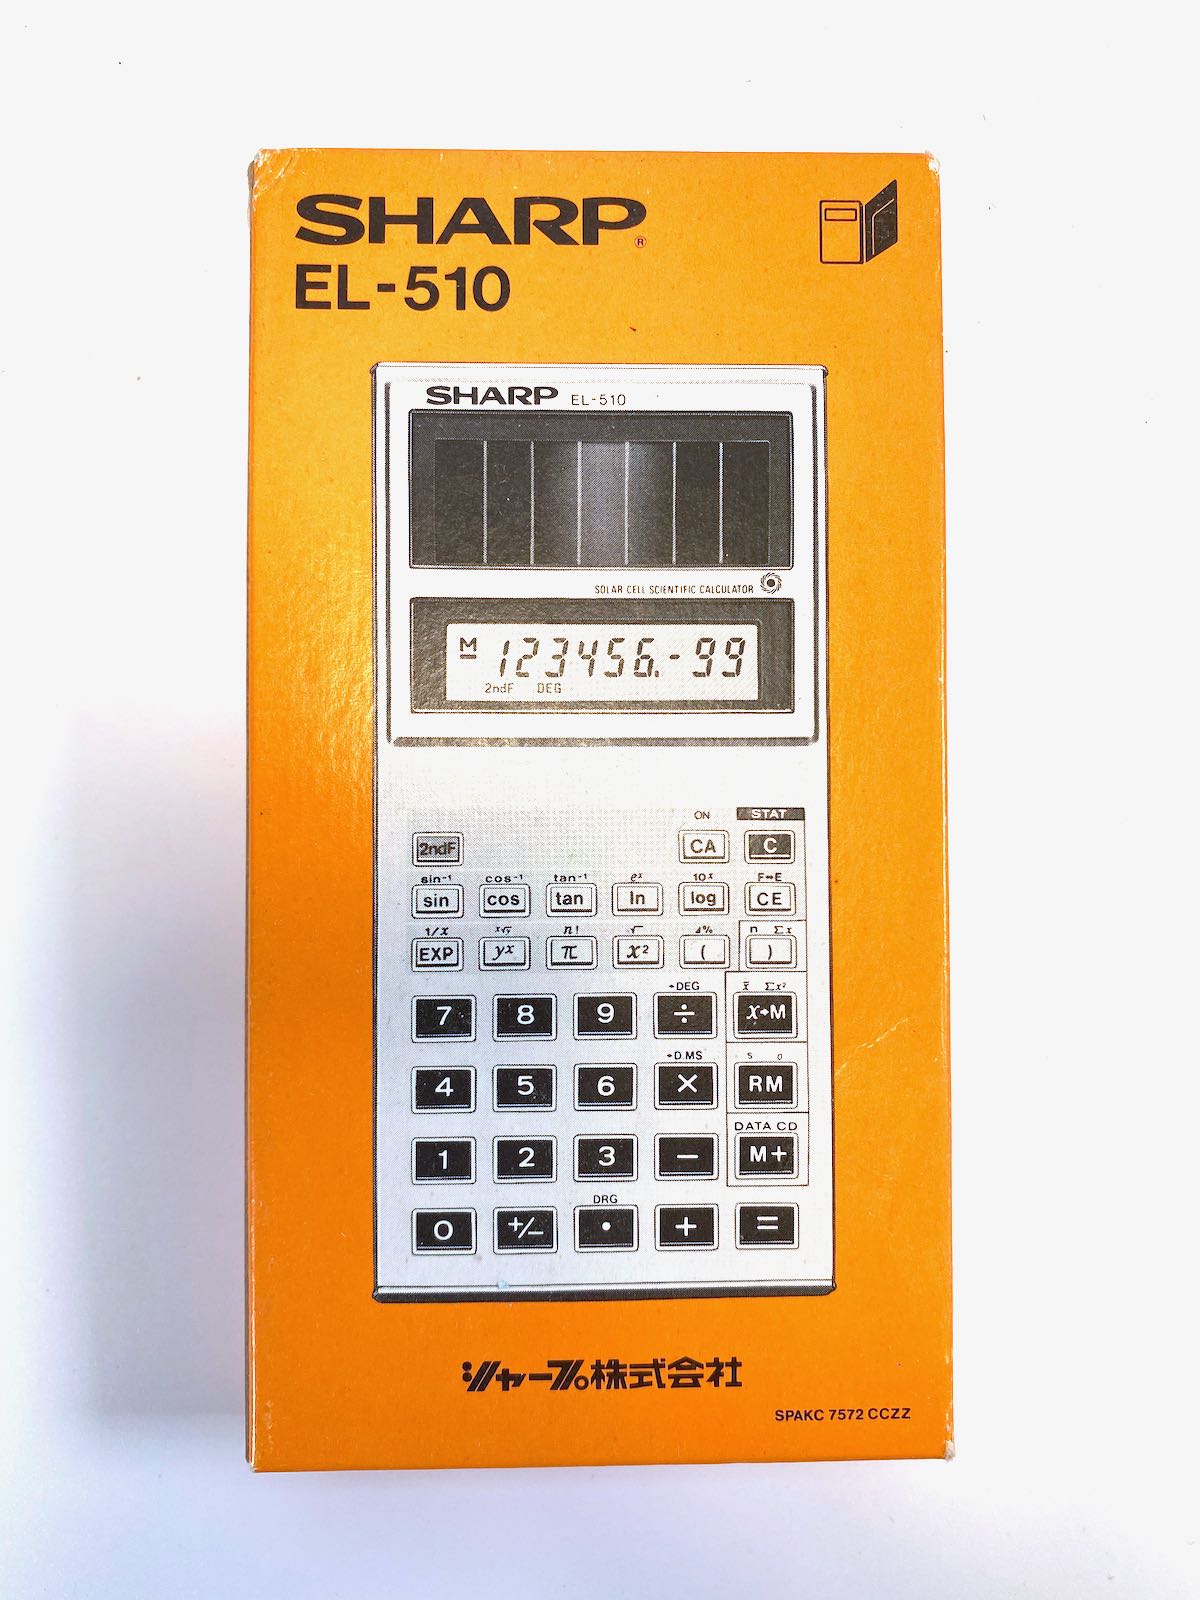 SHARP®
EL-510
SHARP EL-510
SOLAR CELL SCIENTIFIC CALCULATOR
M 123456.-99
2ndF DEG
ON STAT
2ndF CA C
sin⁻¹ cos⁻¹ tan⁻¹ eˣ 10ˣ F↔E
sin cos tan ln log CE
1/x ˣ√y n! √ Δ% n Σx
EXP yˣ π x² ( )
→DEG x̄ Σx²
7 8 9 ÷ x→M
→D.MS s σ
4 5 6 × RM
DATA CD
1 2 3 − M+
DRG
0 +/− • + =
シャープ株式会社
SPAKC 7572 CCZZ